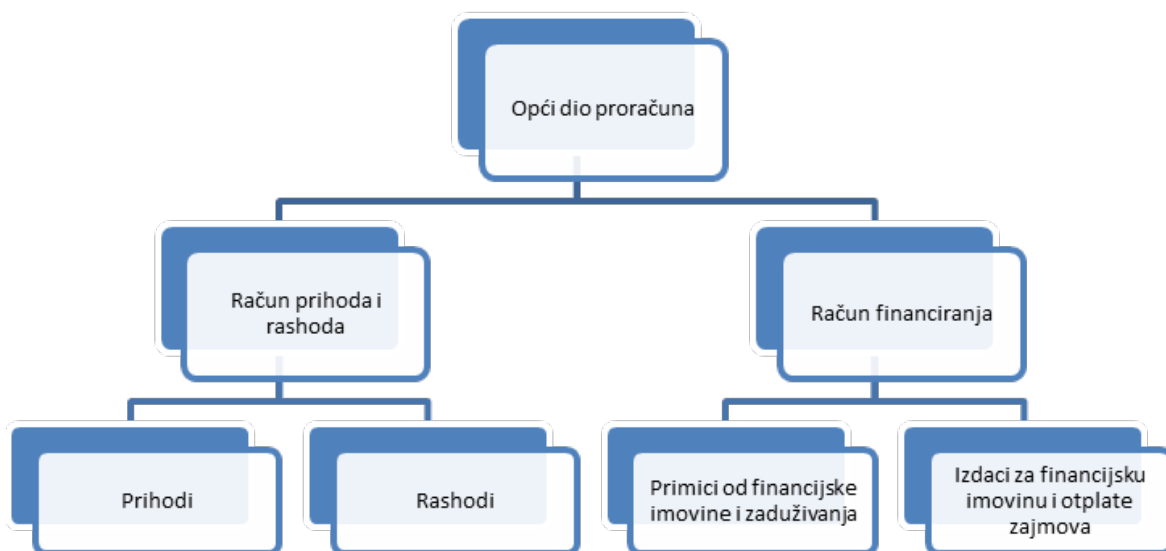 Opći dio proračuna
Račun prihoda i
rashoda
Račun financiranja
Prihodi
Rashodi
Primici od financijske
imovine i zaduživanja
Izdaci za financijsku
imovinu i otplate
zajmova